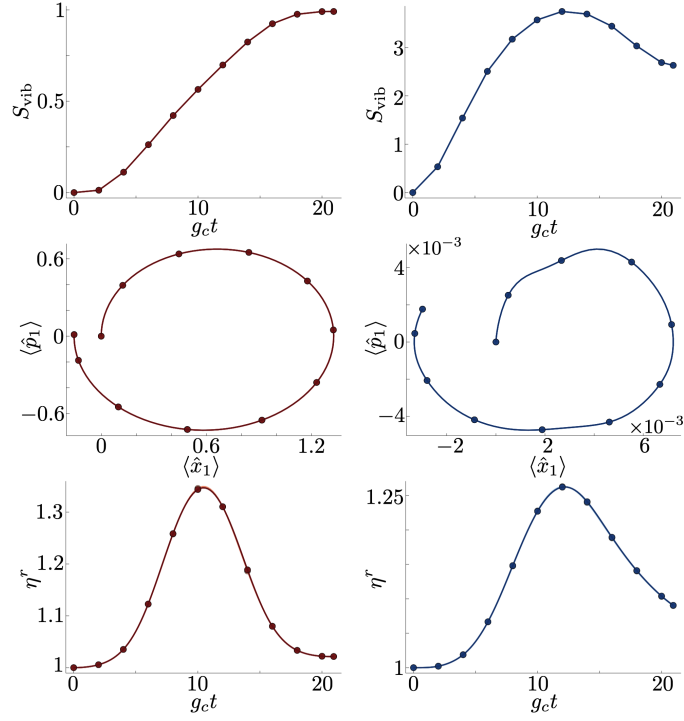 1
0.5
0
S_vib
0 10 20
g_c t
3
2
1
0
S_vib
0 10 20
g_c t
0.6
0
−0.6
⟨p̂_1⟩
0 0.6 1.2
⟨x̂_1⟩
×10^−3
4
0
−4
⟨p̂_1⟩
×10^−3
−2 2 6
⟨x̂_1⟩
1.3
1.2
1.1
1
η^r
0 10 20
g_c t
1.25
1
η^r
0 10 20
g_c t